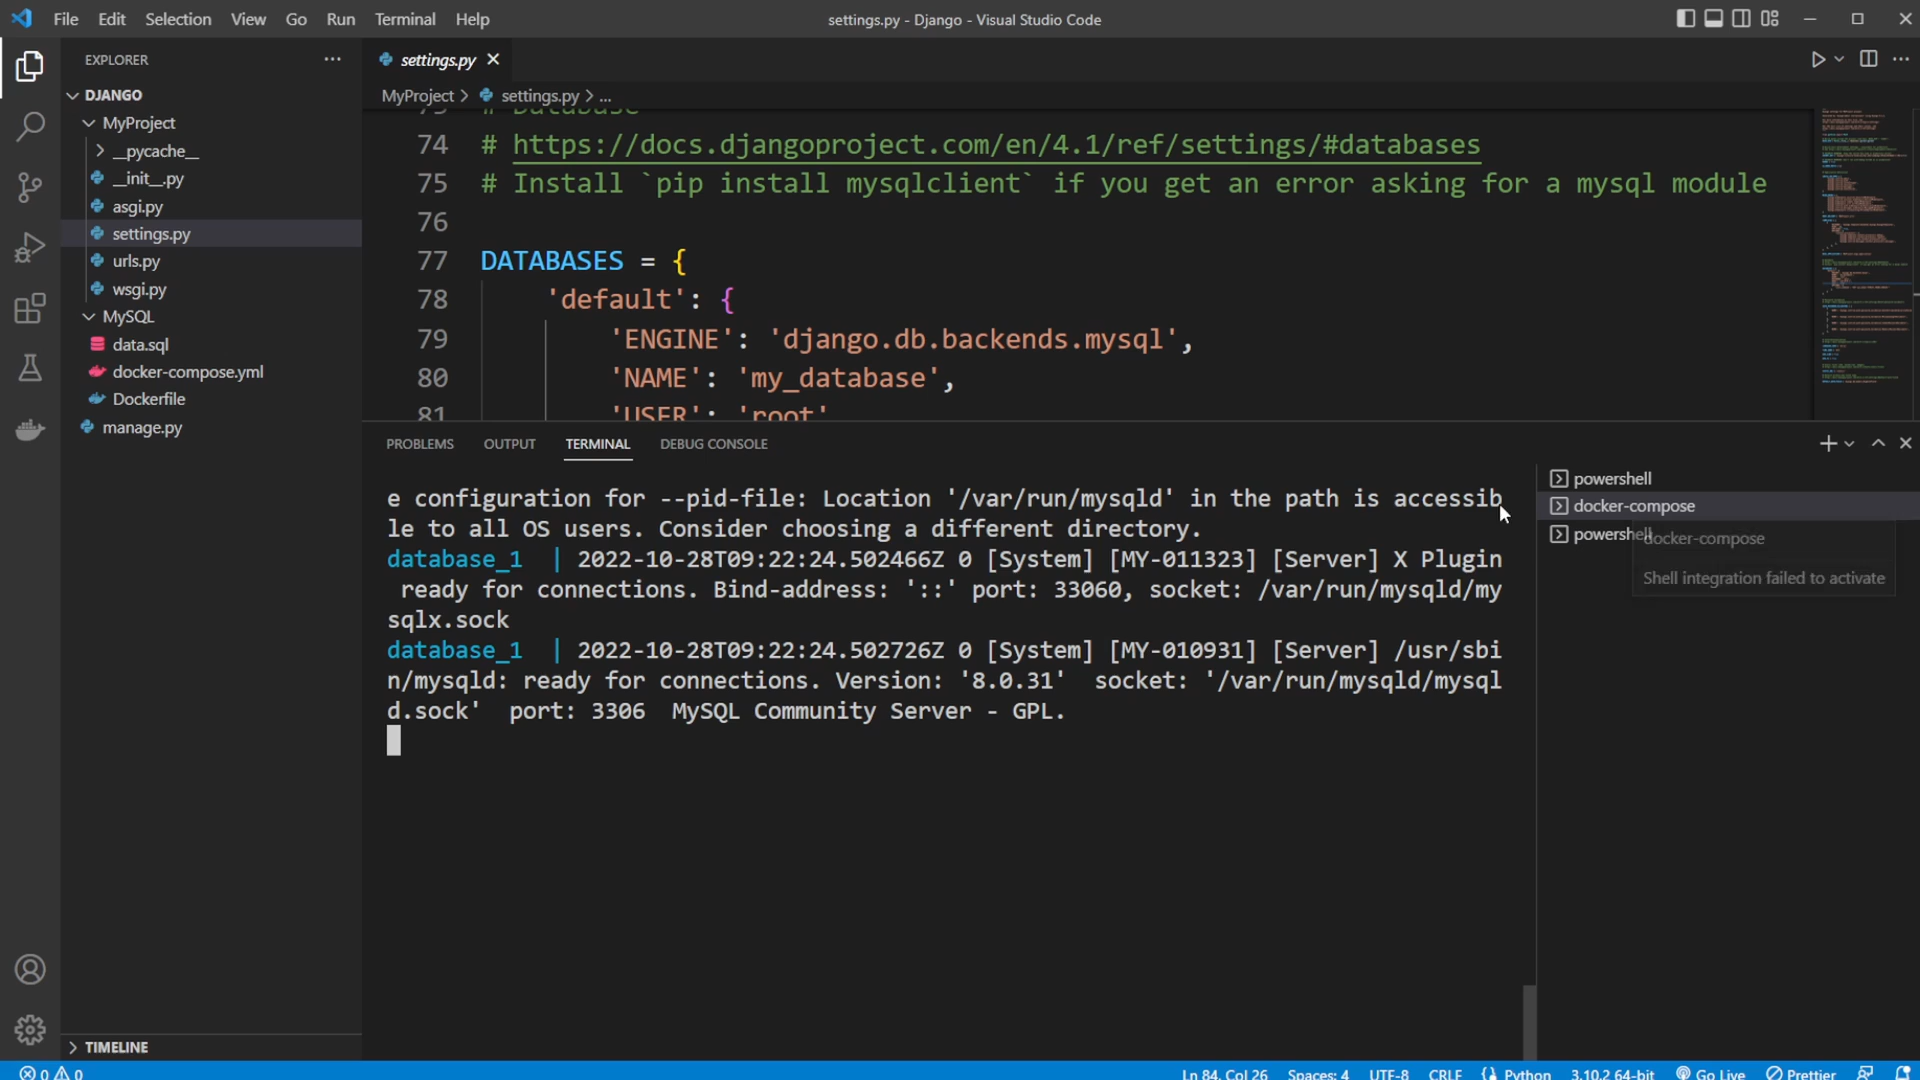 File Edit Selection View Go Run Terminal Help
settings.py - Django - Visual Studio Code
EXPLORER
DJANGO
MyProject
__pycache__
__init__.py
asgi.py
settings.py
urls.py
wsgi.py
MySQL
data.sql
docker-compose.yml
Dockerfile
manage.py
TIMELINE
settings.py
MyProject > settings.py > ...
73 # Database
74 # https://docs.djangoproject.com/en/4.1/ref/settings/#databases
75 # Install `pip install mysqlclient` if you get an error asking for a mysql module
76
77 DATABASES = {
78 'default': {
79 'ENGINE': 'django.db.backends.mysql',
80 'NAME': 'my_database',
81 'USER': 'root'
PROBLEMS OUTPUT TERMINAL DEBUG CONSOLE
e configuration for --pid-file: Location '/var/run/mysqld' in the path is accessib
le to all OS users. Consider choosing a different directory.
database_1 | 2022-10-28T09:22:24.502466Z 0 [System] [MY-011323] [Server] X Plugin
ready for connections. Bind-address: '::' port: 33060, socket: /var/run/mysqld/my
sqlx.sock
database_1 | 2022-10-28T09:22:24.502726Z 0 [System] [MY-010931] [Server] /usr/sbi
n/mysqld: ready for connections. Version: '8.0.31' socket: '/var/run/mysqld/mysql
d.sock' port: 3306 MySQL Community Server - GPL.
powershell
docker-compose
powershell
docker-compose
Shell integration failed to activate
0 0
Ln 84, Col 26 Spaces: 4 UTF-8 CRLF Python 3.10.2 64-bit Go Live Prettier